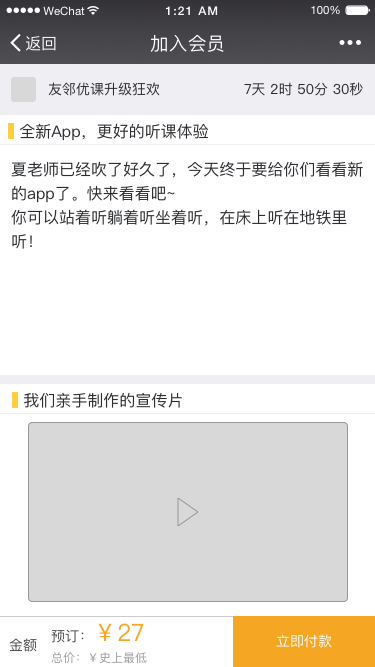 WeChat
1:21 AM
100%
返回
加入会员
友邻优课升级狂欢
7天 2时 50分 30秒
全新App，更好的听课体验
夏老师已经吹了好久了，今天终于要给你们看看新
的app了。快来看看吧~
你可以站着听躺着听坐着听，在床上听在地铁里
听！
我们亲手制作的宣传片
金额
预订：¥ 27
总价：¥史上最低
立即付款